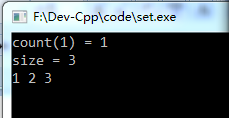 F:\Dev-Cpp\code\set.exe
count(1) = 1
size = 3
1 2 3